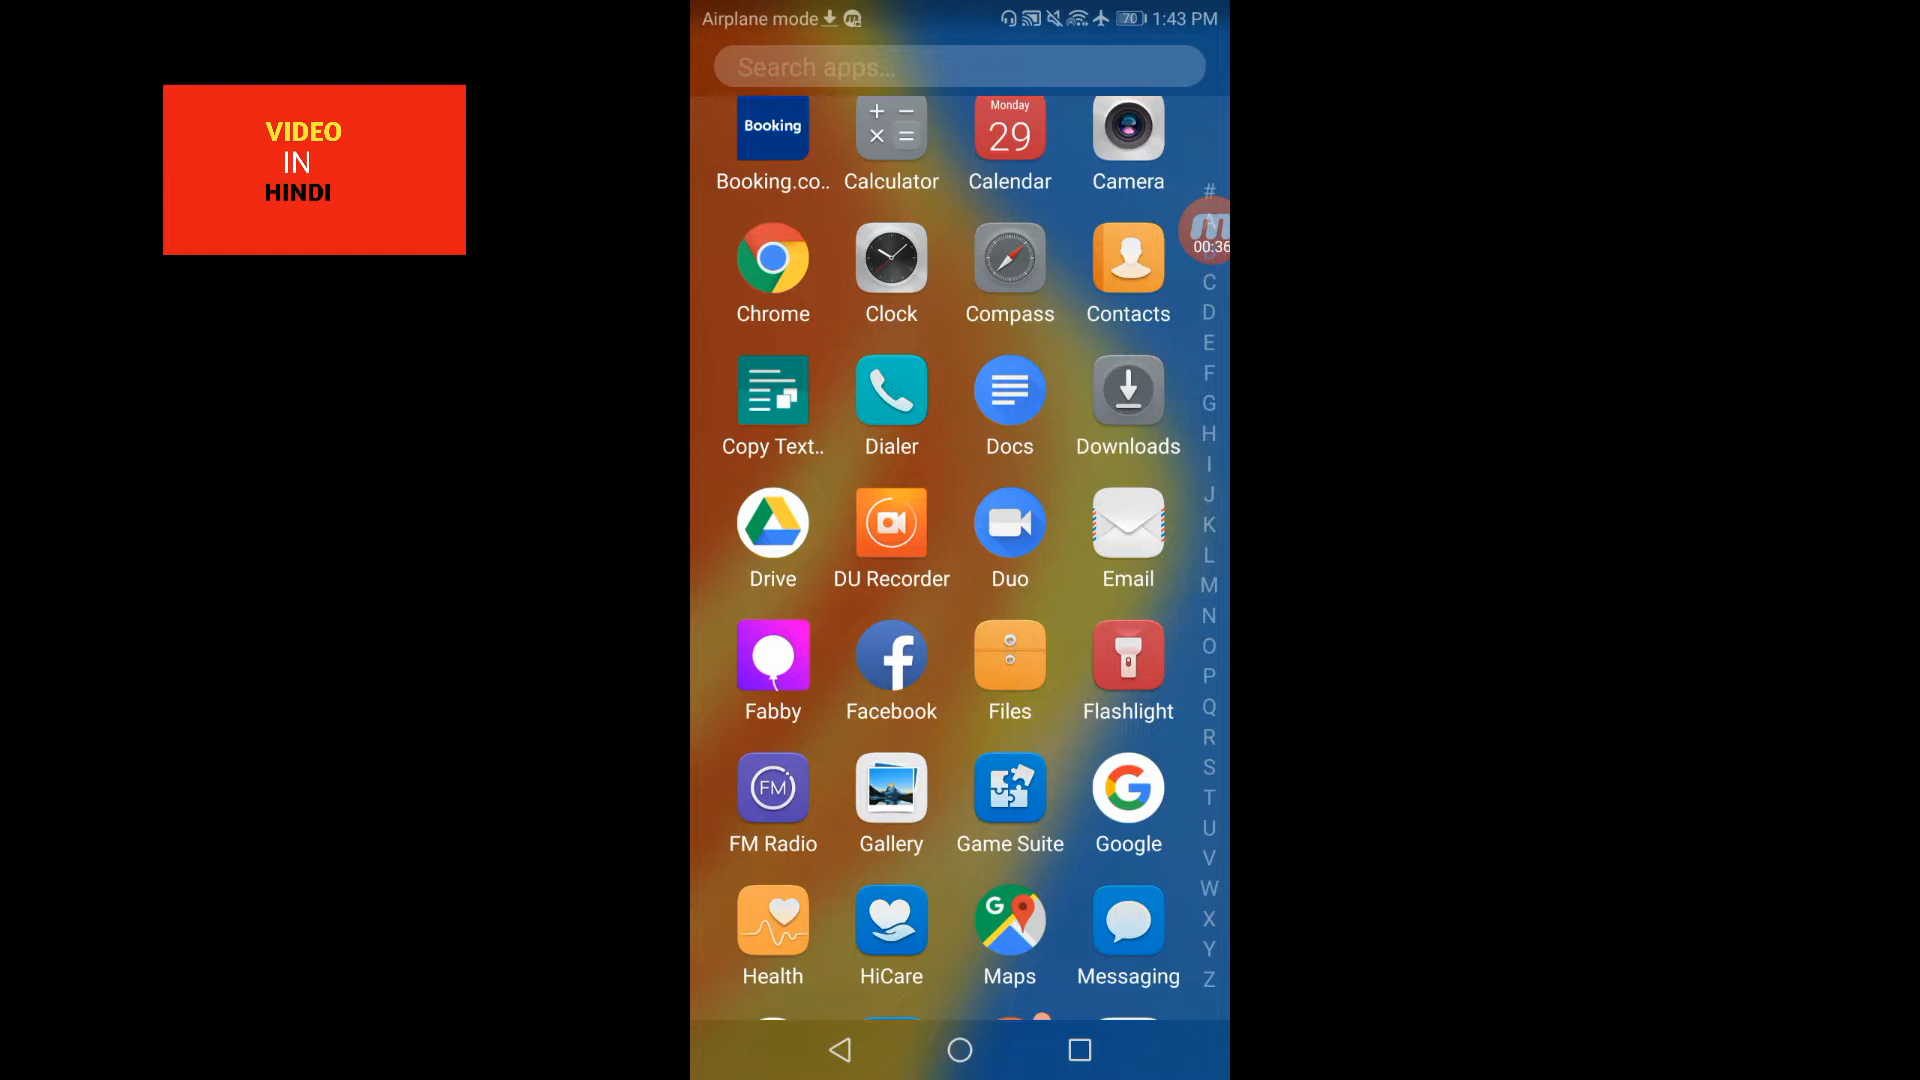 Airplane mode 70 1:43 PM
Search apps...
VIDEO
IN
HINDI
Booking
Monday
29
Booking.co.. Calculator Calendar Camera
00:36
Chrome Clock Compass Contacts
Copy Text.. Dialer Docs Downloads
Drive DU Recorder Duo Email
Fabby Facebook Files Flashlight
FM
FM Radio Gallery Game Suite Google
Health HiCare Maps Messaging
#
A
C
D
E
F
G
H
I
J
K
L
M
N
O
P
Q
R
S
T
U
V
W
X
Y
Z